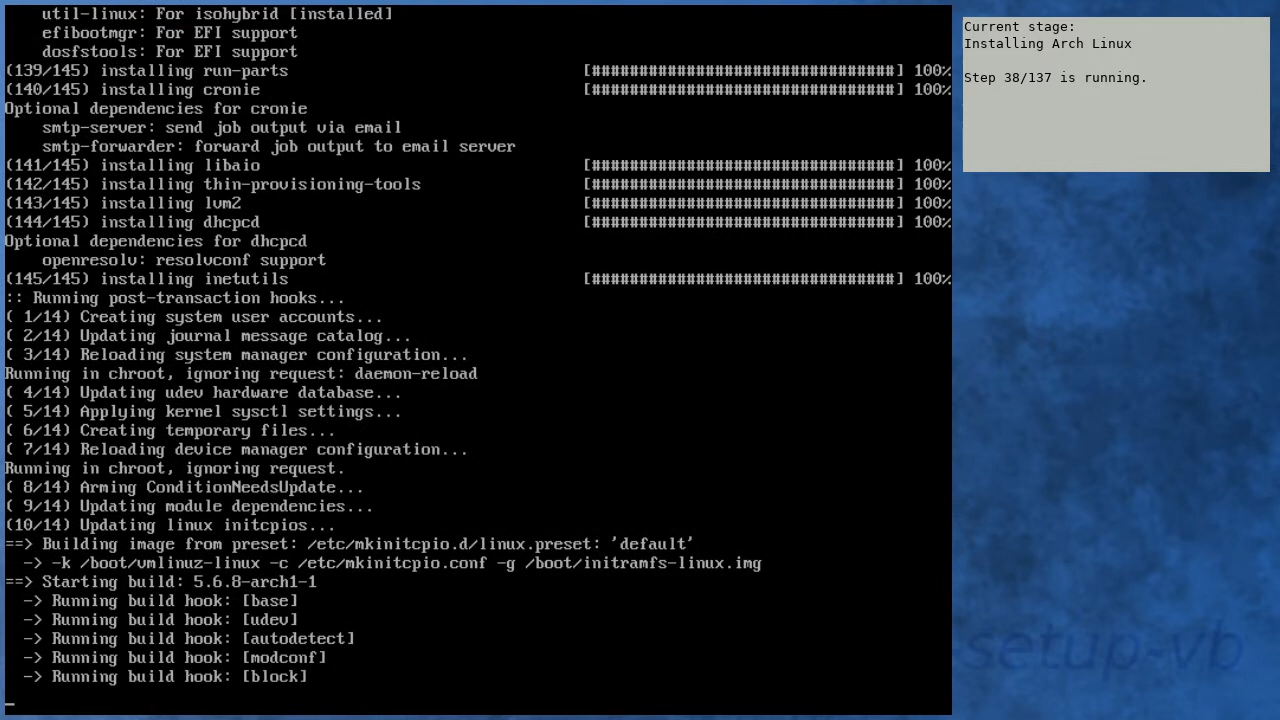 util-linux: For isohybrid [installed]
    efibootmgr: For EFI support
    dosfstools: For EFI support
(139/145) installing run-parts                               [################################] 100%
(140/145) installing cronie                                  [################################] 100%
Optional dependencies for cronie
    smtp-server: send job output via email
    smtp-forwarder: forward job output to email server
(141/145) installing libaio                                  [################################] 100%
(142/145) installing thin-provisioning-tools                 [################################] 100%
(143/145) installing lvm2                                    [################################] 100%
(144/145) installing dhcpcd                                  [################################] 100%
Optional dependencies for dhcpcd
    openresolv: resolvconf support
(145/145) installing inetutils                               [################################] 100%
:: Running post-transaction hooks...
( 1/14) Creating system user accounts...
( 2/14) Updating journal message catalog...
( 3/14) Reloading system manager configuration...
Running in chroot, ignoring request: daemon-reload
( 4/14) Updating udev hardware database...
( 5/14) Applying kernel sysctl settings...
( 6/14) Creating temporary files...
( 7/14) Reloading device manager configuration...
Running in chroot, ignoring request.
( 8/14) Arming ConditionNeedsUpdate...
( 9/14) Updating module dependencies...
(10/14) Updating linux initcpios...
==> Building image from preset: /etc/mkinitcpio.d/linux.preset: 'default'
  -> -k /boot/vmlinuz-linux -c /etc/mkinitcpio.conf -g /boot/initramfs-linux.img
==> Starting build: 5.6.8-arch1-1
  -> Running build hook: [base]
  -> Running build hook: [udev]
  -> Running build hook: [autodetect]
  -> Running build hook: [modconf]
  -> Running build hook: [block]
_
Current stage:
Installing Arch Linux
Step 38/137 is running.
setup-vb